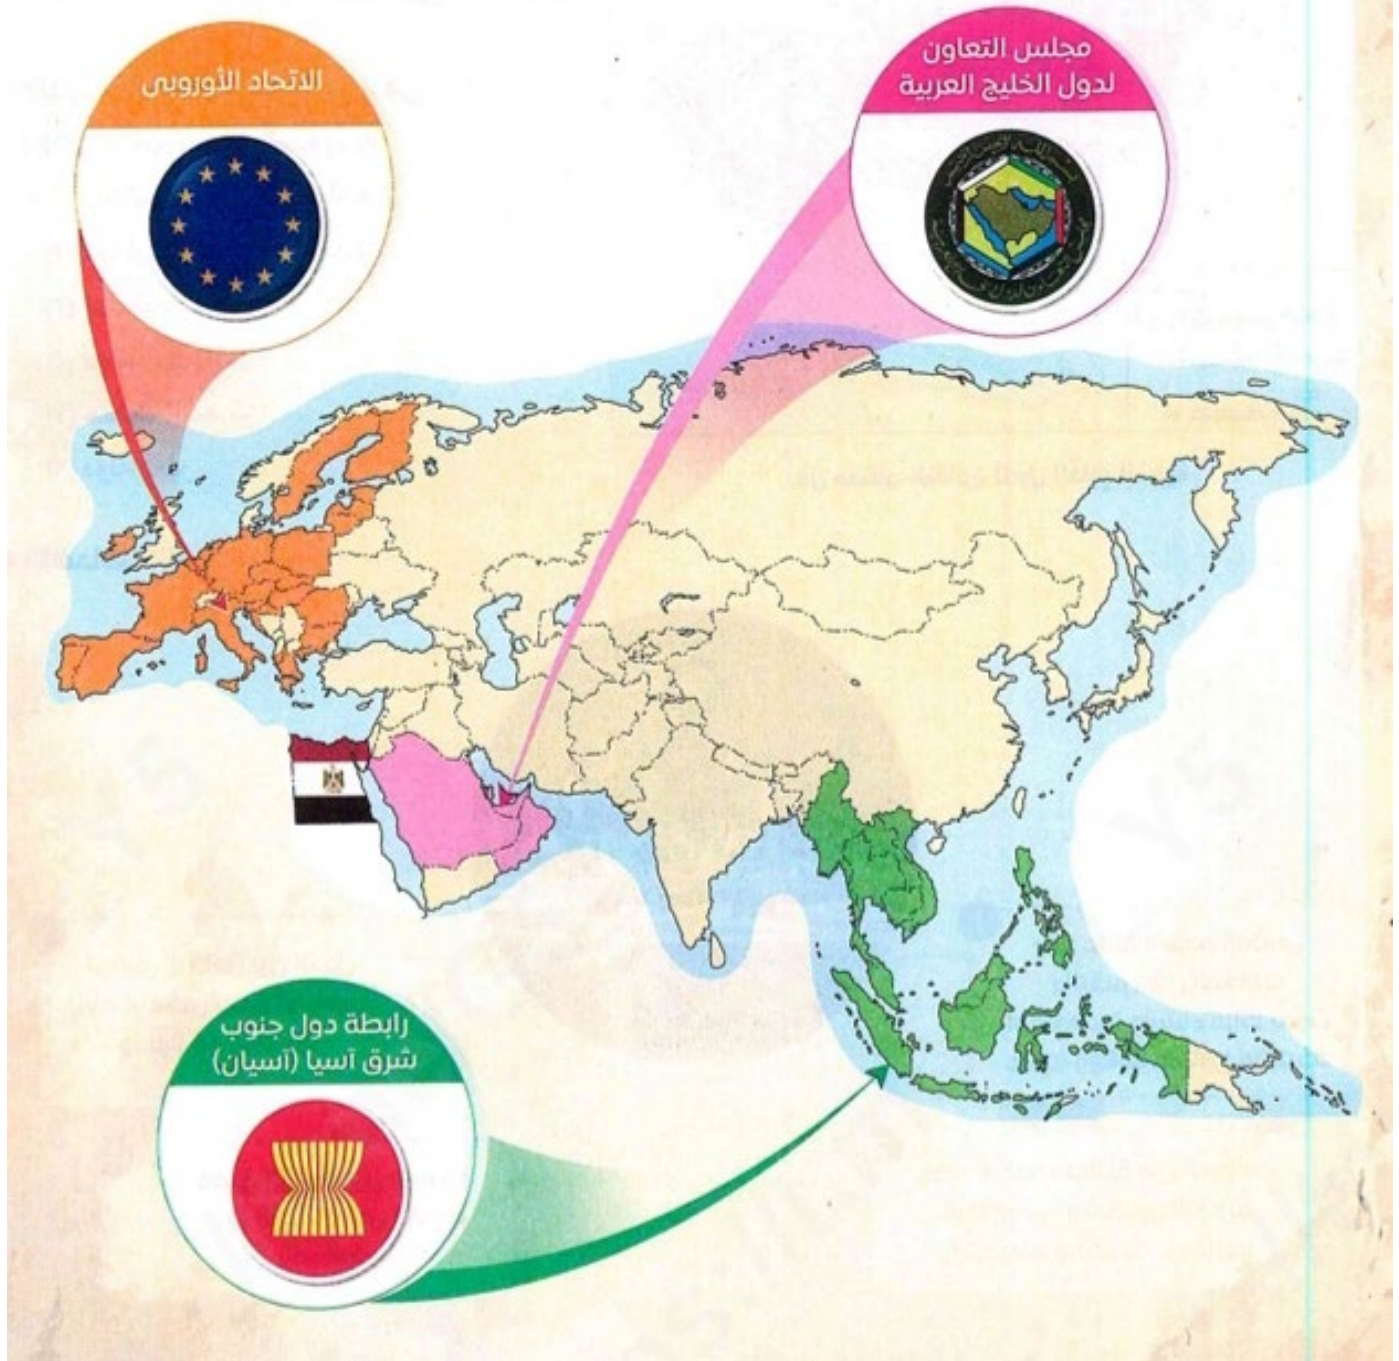 مجلس التعاون
لدول الخليج العربية
الاتحاد الأوروبى
رابطة دول جنوب
شرق آسيا (آسيان)